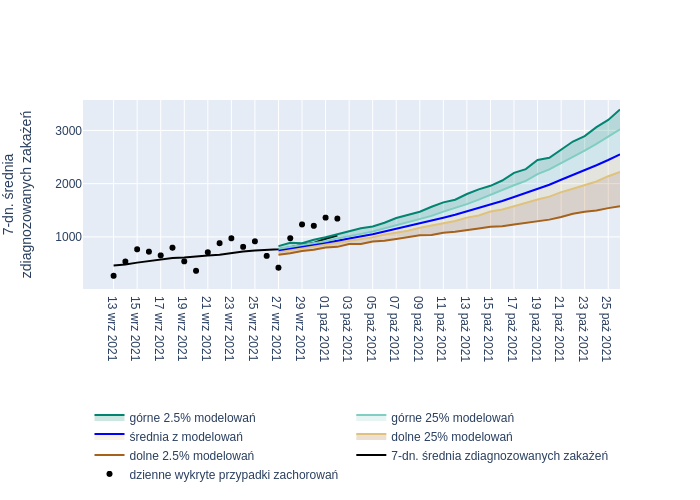 7-dn. średnia
zdiagnozowanych zakażeń
3000
2000
1000
13 wrz 2021
15 wrz 2021
17 wrz 2021
19 wrz 2021
21 wrz 2021
23 wrz 2021
25 wrz 2021
27 wrz 2021
29 wrz 2021
01 paź 2021
03 paź 2021
05 paź 2021
07 paź 2021
09 paź 2021
11 paź 2021
13 paź 2021
15 paź 2021
17 paź 2021
19 paź 2021
21 paź 2021
23 paź 2021
25 paź 2021
górne 2.5% modelowań
górne 25% modelowań
średnia z modelowań
dolne 25% modelowań
dolne 2.5% modelowań
7-dn. średnia zdiagnozowanych zakażeń
dzienne wykryte przypadki zachorowań